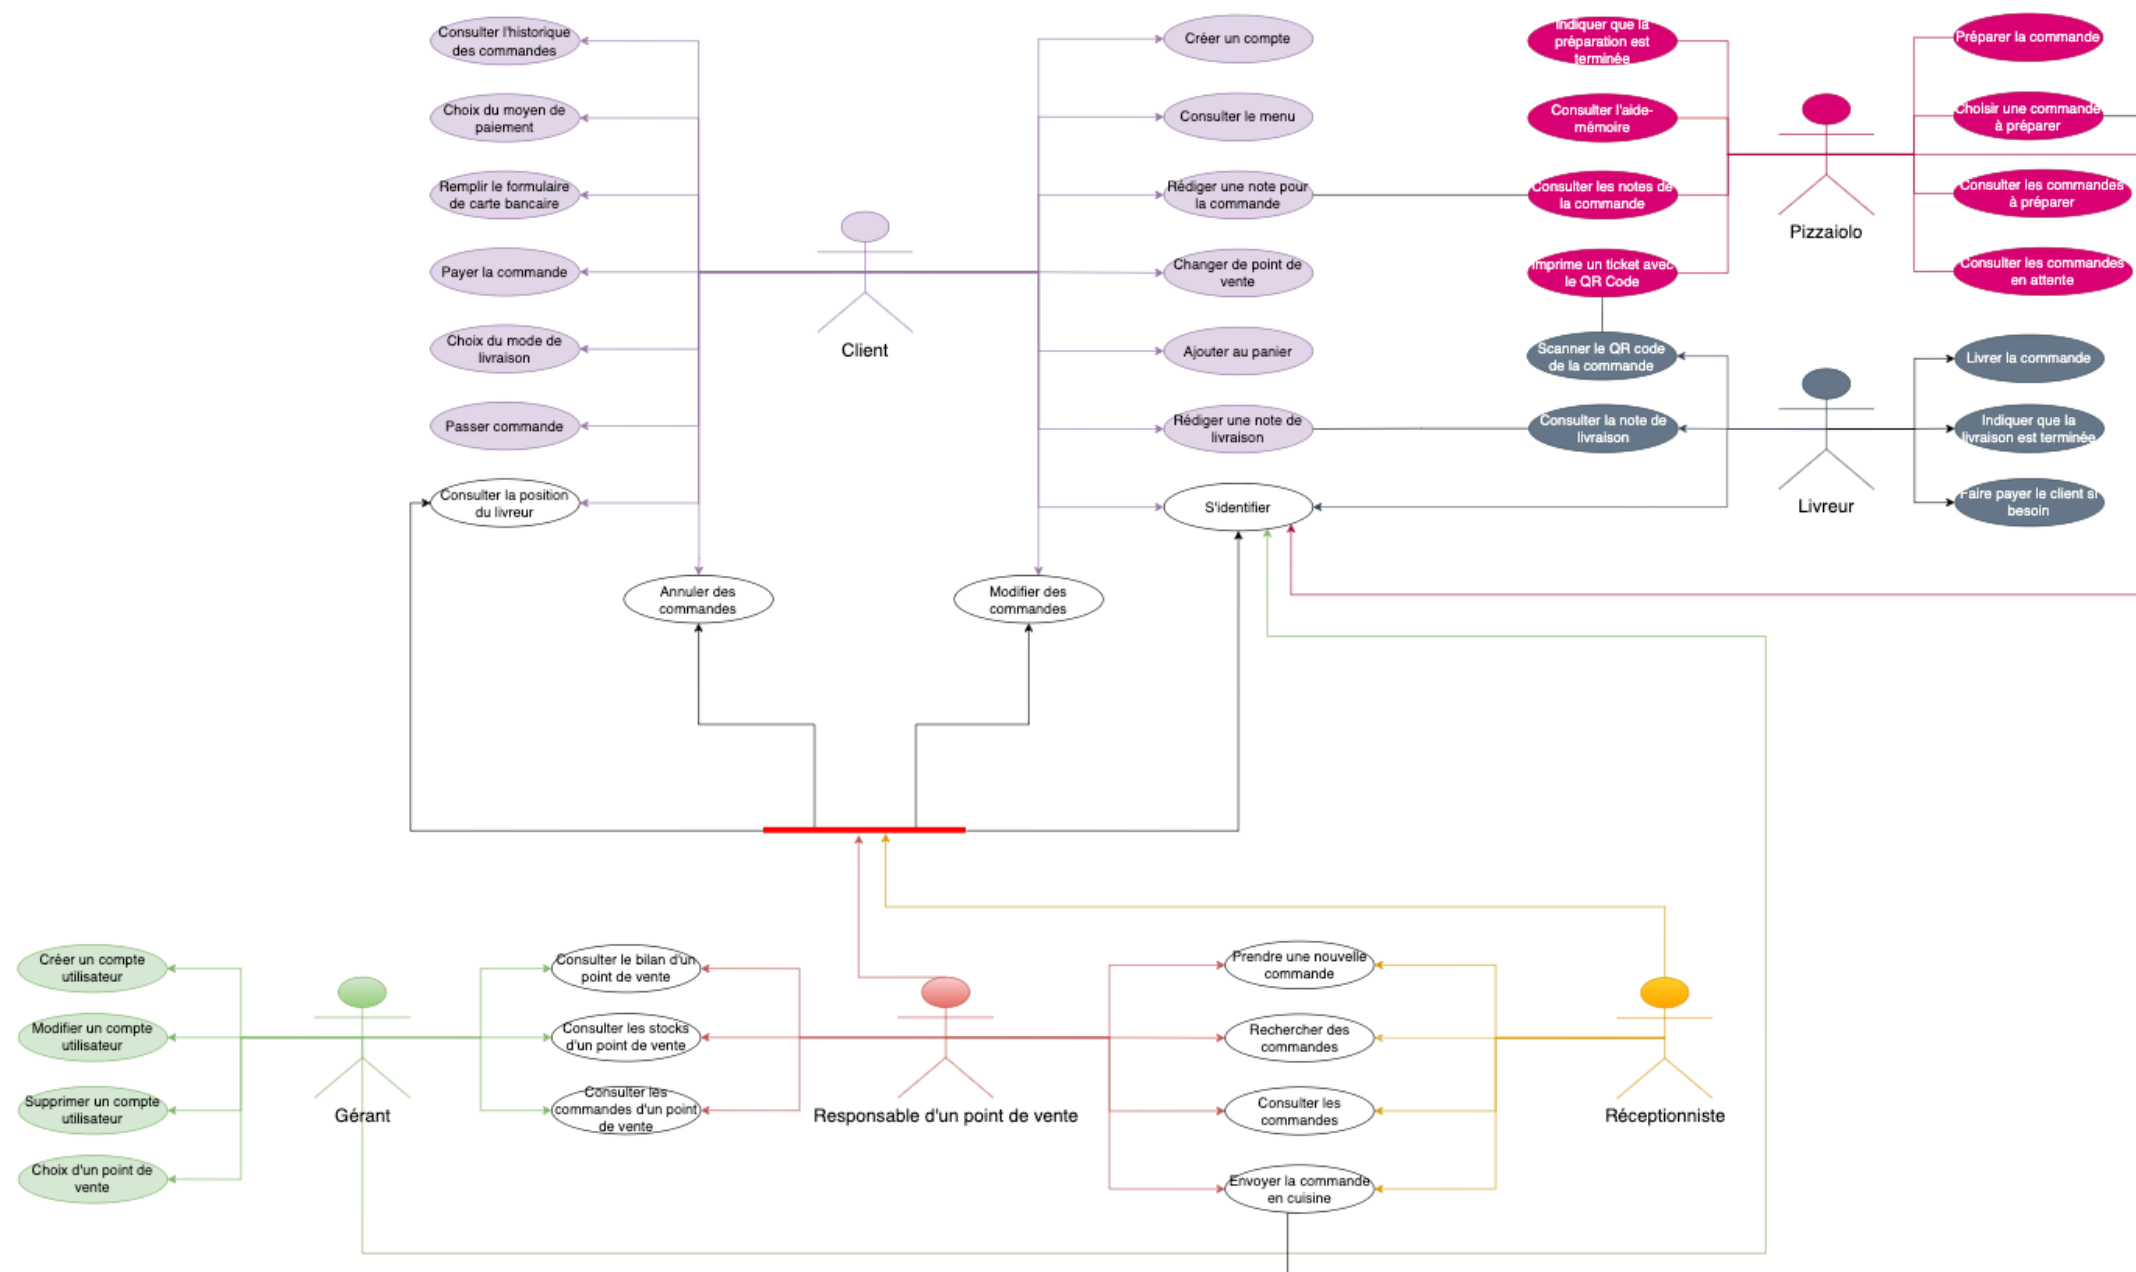 Consulter l'historique
des commandes
Créer un compte
Indiquer que la
préparation est
terminée
Préparer la commande
Choix du moyen de
paiement
Consulter le menu
Consulter l'aide-
mémoire
Choisir une commande
à préparer
Remplir le formulaire
de carte bancaire
Rédiger une note pour
la commande
Consulter les notes de
la commande
Consulter les commandes
à préparer
Pizzaiolo
Payer la commande
Changer de point de
vente
Imprime un ticket avec
le QR Code
Consulter les commandes
en attente
Choix du mode de
livraison
Client
Ajouter au panier
Scanner le QR code
de la commande
Livrer la commande
Passer commande
Rédiger une note de
livraison
Consulter la note de
livraison
Indiquer que la
livraison est terminée
Consulter la position
du livreur
S'identifier
Livreur
Faire payer le client si
besoin
Annuler des
commandes
Modifier des
commandes
Créer un compte
utilisateur
Consulter le bilan d'un
point de vente
Prendre une nouvelle
commande
Modifier un compte
utilisateur
Consulter les stocks
d'un point de vente
Rechercher des
commandes
Supprimer un compte
utilisateur
Gérant
Consulter les
commandes d'un point
de vente
Responsable d'un point de vente
Consulter les
commandes
Réceptionniste
Choix d'un point de
vente
Envoyer la commande
en cuisine